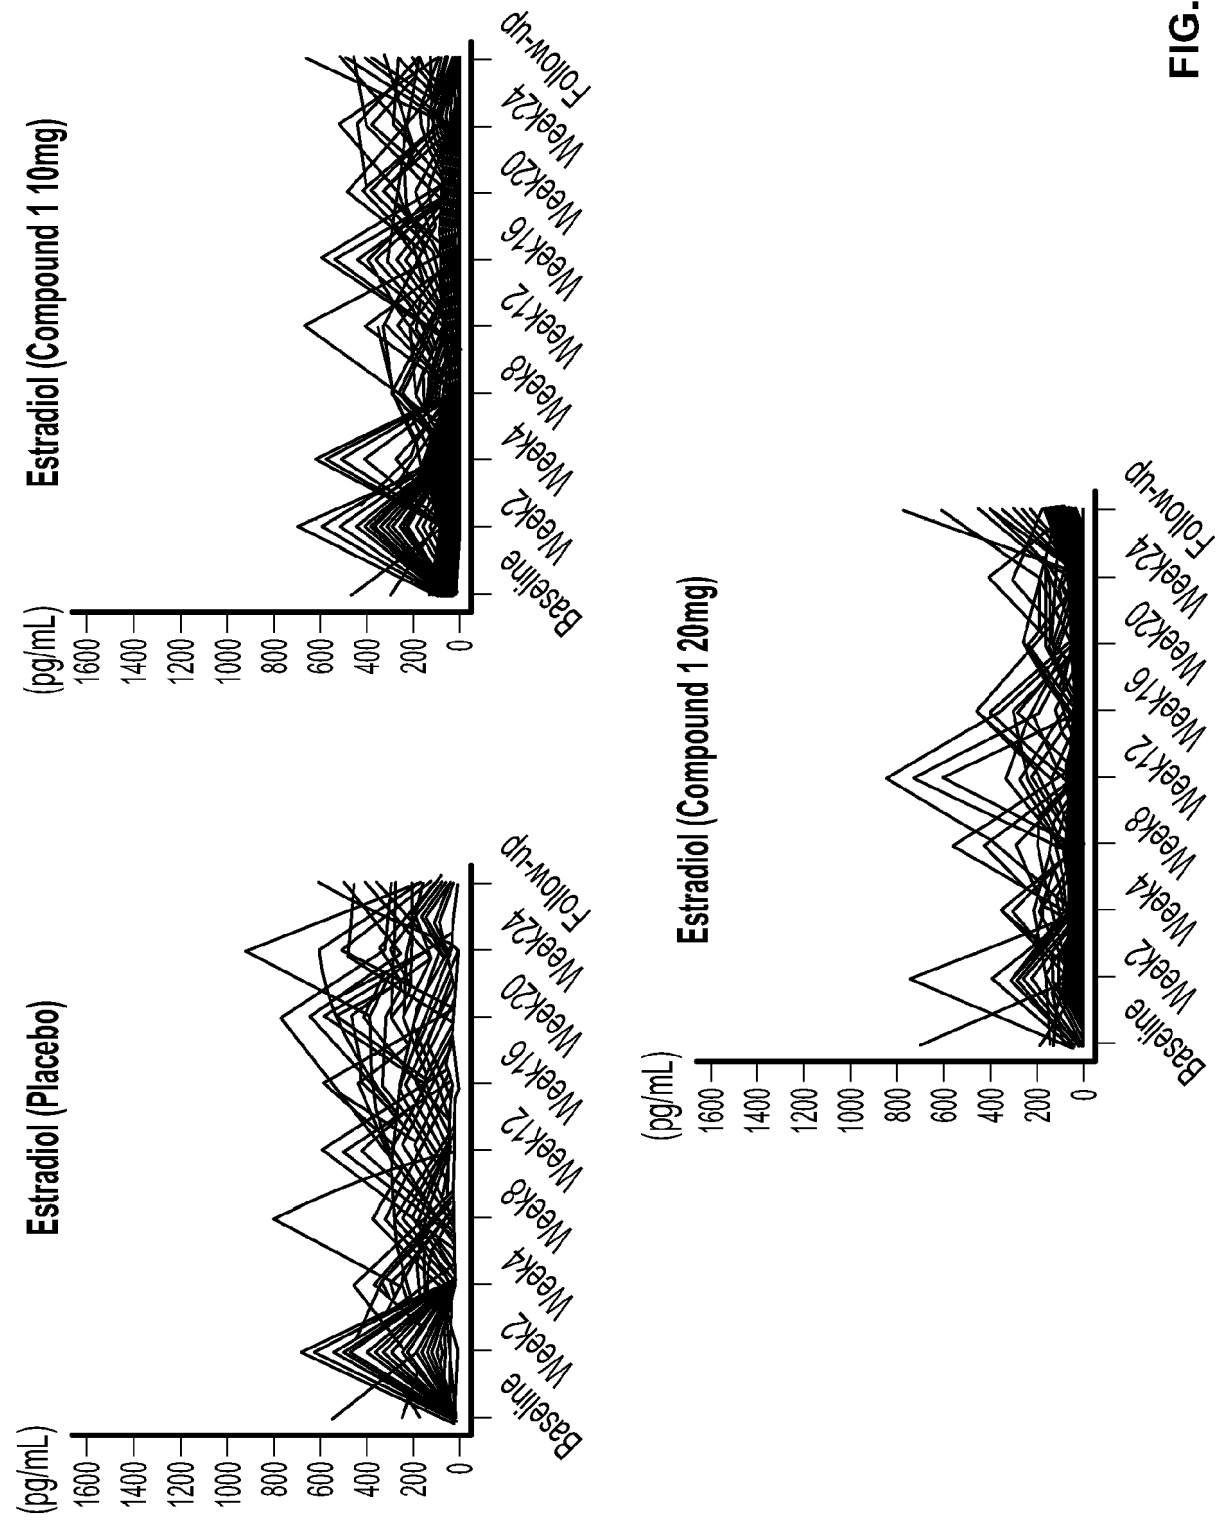 Estradiol (Placebo)
(pg/mL)
1600
1400
1200
1000
800
600
400
200
0
Baseline
Week2
Week4
Week8
Week12
Week16
Week20
Week24
Follow-up
Estradiol (Compound 1 10mg)
(pg/mL)
1600
1400
1200
1000
800
600
400
200
0
Baseline
Week2
Week4
Week8
Week12
Week16
Week20
Week24
Follow-up
Estradiol (Compound 1 20mg)
(pg/mL)
1600
1400
1200
1000
800
600
400
200
0
Baseline
Week2
Week4
Week8
Week12
Week16
Week20
Week24
Follow-up
FIG.